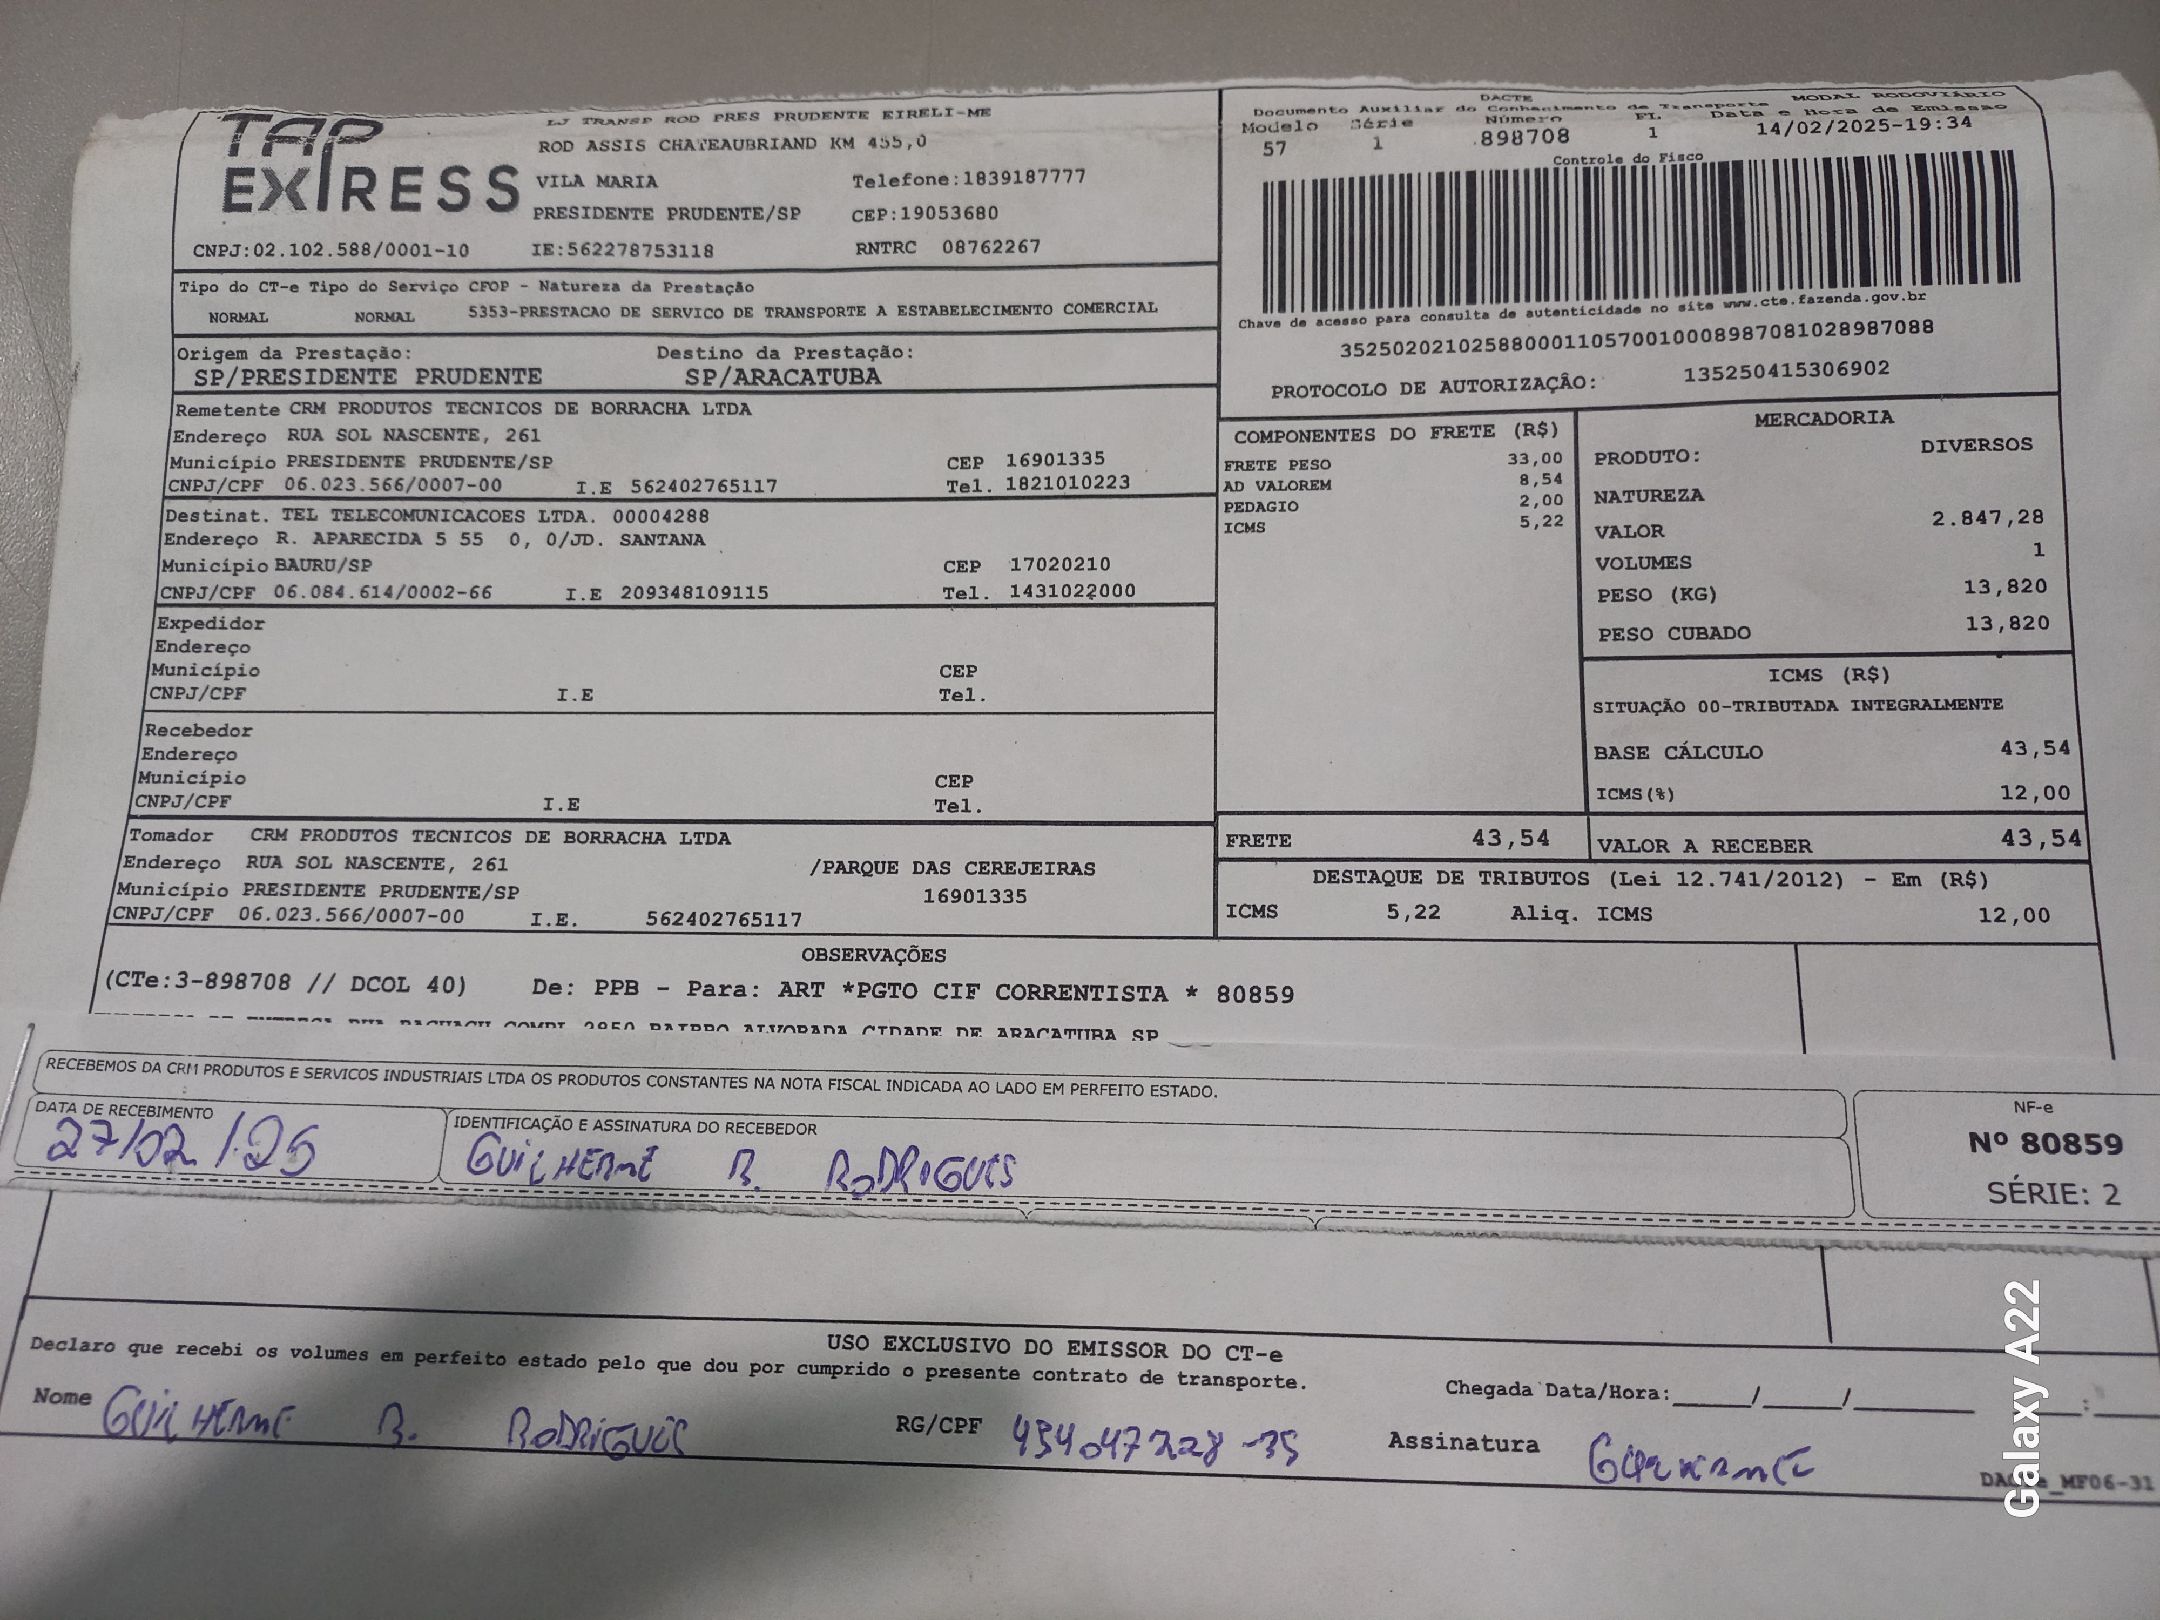 TAP EXPRESS
LJ TRANSP ROD PRES PRUDENTE EIRELI-ME
ROD ASSIS CHATEAUBRIAND KM 455,0
VILA MARIA Telefone:1839187777
PRESIDENTE PRUDENTE/SP CEP:19053680
CNPJ:02.102.588/0001-10 IE:562278753118 RNTRC 08762267
DACTE MODAL RODOVIÁRIO
Documento Auxiliar do Conhecimento de Transporte
Modelo Série Número FL. Data e Hora de Emissão
57 1 898708 1 14/02/2025-19:34
Controle do Fisco
Chave de acesso para consulta de autenticidade no site www.cte.fazenda.gov.br
35250202102588000110570010008987081028987088
PROTOCOLO DE AUTORIZAÇÃO: 135250415306902
Tipo do CT-e Tipo do Serviço CFOP - Natureza da Prestação
NORMAL NORMAL 5353-PRESTACAO DE SERVICO DE TRANSPORTE A ESTABELECIMENTO COMERCIAL
Origem da Prestação: Destino da Prestação:
SP/PRESIDENTE PRUDENTE SP/ARACATUBA
Remetente CRM PRODUTOS TECNICOS DE BORRACHA LTDA
Endereço RUA SOL NASCENTE, 261
Município PRESIDENTE PRUDENTE/SP CEP 16901335
CNPJ/CPF 06.023.566/0007-00 I.E 562402765117 Tel. 1821010223
Destinat. TEL TELECOMUNICACOES LTDA. 00004288
Endereço R. APARECIDA 5 55 0, 0/JD. SANTANA
Município BAURU/SP CEP 17020210
CNPJ/CPF 06.084.614/0002-66 I.E 209348109115 Tel. 1431022000
Expedidor
Endereço
Município CEP
CNPJ/CPF I.E Tel.
Recebedor
Endereço
Município CEP
CNPJ/CPF I.E Tel.
Tomador CRM PRODUTOS TECNICOS DE BORRACHA LTDA
Endereço RUA SOL NASCENTE, 261 /PARQUE DAS CEREJEIRAS
Município PRESIDENTE PRUDENTE/SP 16901335
CNPJ/CPF 06.023.566/0007-00 I.E. 562402765117
COMPONENTES DO FRETE (R$)
FRETE PESO 33,00
AD VALOREM 8,54
PEDAGIO 2,00
ICMS 5,22
MERCADORIA
PRODUTO: DIVERSOS
NATUREZA
VALOR 2.847,28
VOLUMES 1
PESO (KG) 13,820
PESO CUBADO 13,820
ICMS (R$)
SITUAÇÃO 00-TRIBUTADA INTEGRALMENTE
BASE CÁLCULO 43,54
ICMS(%) 12,00
FRETE 43,54 VALOR A RECEBER 43,54
DESTAQUE DE TRIBUTOS (Lei 12.741/2012) - Em (R$)
ICMS 5,22 Aliq. ICMS 12,00
OBSERVAÇÕES
(CTe:3-898708 // DCOL 40) De: PPB - Para: ART *PGTO CIF CORRENTISTA * 80859
2850 BAIRRO ALVORADA CIDADE DE ARACATUBA SP
RECEBEMOS DA CRM PRODUTOS E SERVICOS INDUSTRIAIS LTDA OS PRODUTOS CONSTANTES NA NOTA FISCAL INDICADA AO LADO EM PERFEITO ESTADO.
DATA DE RECEBIMENTO IDENTIFICAÇÃO E ASSINATURA DO RECEBEDOR
27/02/25 GUILHERME R. RODRIGUES
NF-e
Nº 80859
SÉRIE: 2
USO EXCLUSIVO DO EMISSOR DO CT-e
Declaro que recebi os volumes em perfeito estado pelo que dou por cumprido o presente contrato de transporte.
Chegada Data/Hora:_____/_____/_______ ____:____
Nome GUILHERME R. RODRIGUES RG/CPF 454047228-35 Assinatura GUILHERME
MF06-31
Galaxy A22